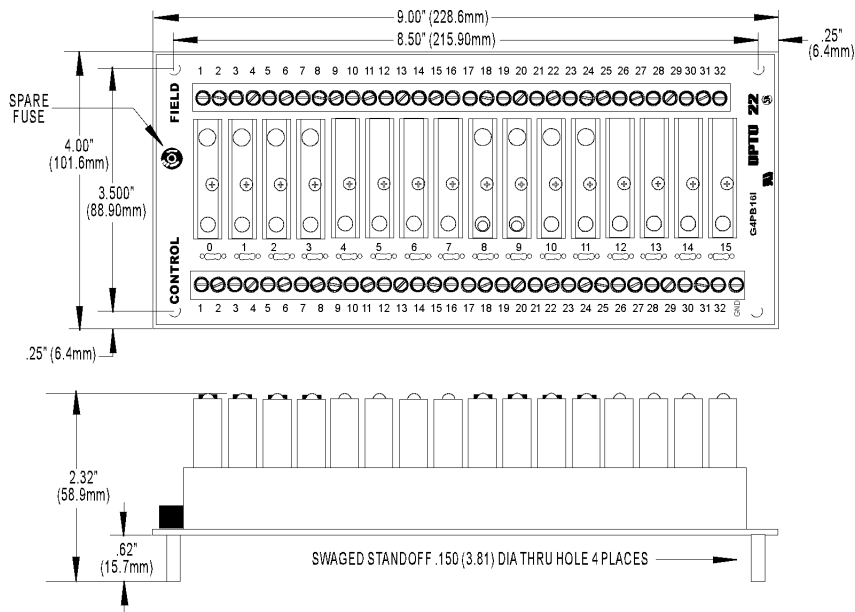 9.00" (228.6mm)
8.50" (215.90mm)
.25"
(6.4mm)
1 2 3 4 5 6 7 8 9 10 11 12 13 14 15 16 17 18 19 20 21 22 23 24 25 26 27 28 29 30 31 32
SPARE
FUSE
FIELD
4.00"
(101.6mm)
3.500"
(88.90mm)
OPTO 22
G4PB16I
0 1 2 3 4 5 6 7 8 9 10 11 12 13 14 15
CONTROL
1 2 3 4 5 6 7 8 9 10 11 12 13 14 15 16 17 18 19 20 21 22 23 24 25 26 27 28 29 30 31 32 GND
.25" (6.4mm)
2.32"
(58.9mm)
.62"
(15.7mm)
SWAGED STANDOFF .150 (3.81) DIA THRU HOLE 4 PLACES